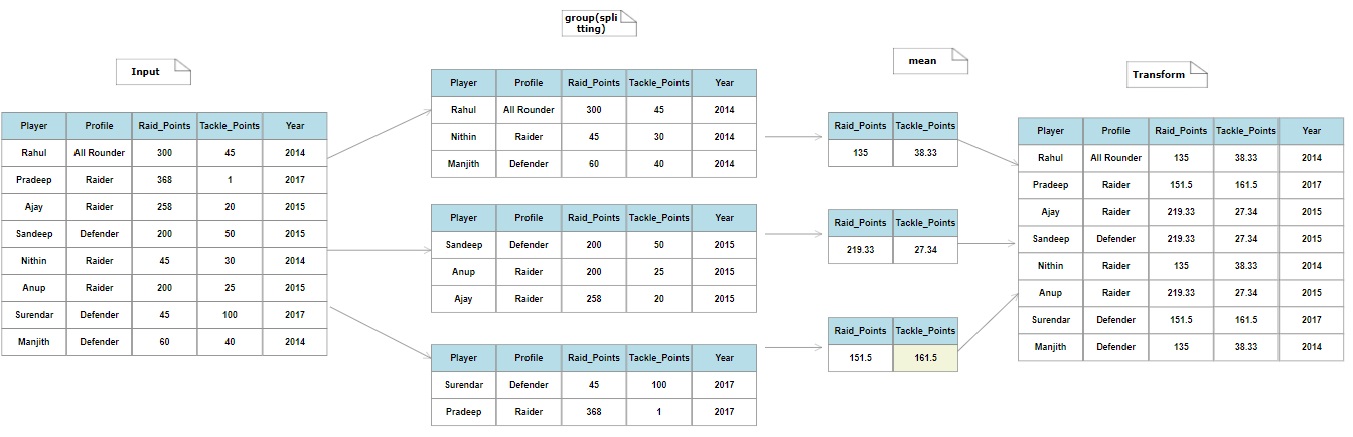 Input
Player Profile Raid_Points Tackle_Points Year
Rahul All Rounder 300 45 2014
Pradeep Raider 368 1 2017
Ajay Raider 258 20 2015
Sandeep Defender 200 50 2015
Nithin Raider 45 30 2014
Anup Raider 200 25 2015
Surendar Defender 45 100 2017
Manjith Defender 60 40 2014
group(spli
tting)
Player Profile Raid_Points Tackle_Points Year
Rahul All Rounder 300 45 2014
Nithin Raider 45 30 2014
Manjith Defender 60 40 2014
Player Profile Raid_Points Tackle_Points Year
Sandeep Defender 200 50 2015
Anup Raider 200 25 2015
Ajay Raider 258 20 2015
Player Profile Raid_Points Tackle_Points Year
Surendar Defender 45 100 2017
Pradeep Raider 368 1 2017
mean
Raid_Points Tackle_Points
135 38.33
Raid_Points Tackle_Points
219.33 27.34
Raid_Points Tackle_Points
151.5 161.5
Transform
Player Profile Raid_Points Tackle_Points Year
Rahul All Rounder 135 38.33 2014
Pradeep Raider 151.5 161.5 2017
Ajay Raider 219.33 27.34 2015
Sandeep Defender 219.33 27.34 2015
Nithin Raider 135 38.33 2014
Anup Raider 219.33 27.34 2015
Surendar Defender 151.5 161.5 2017
Manjith Defender 135 38.33 2014